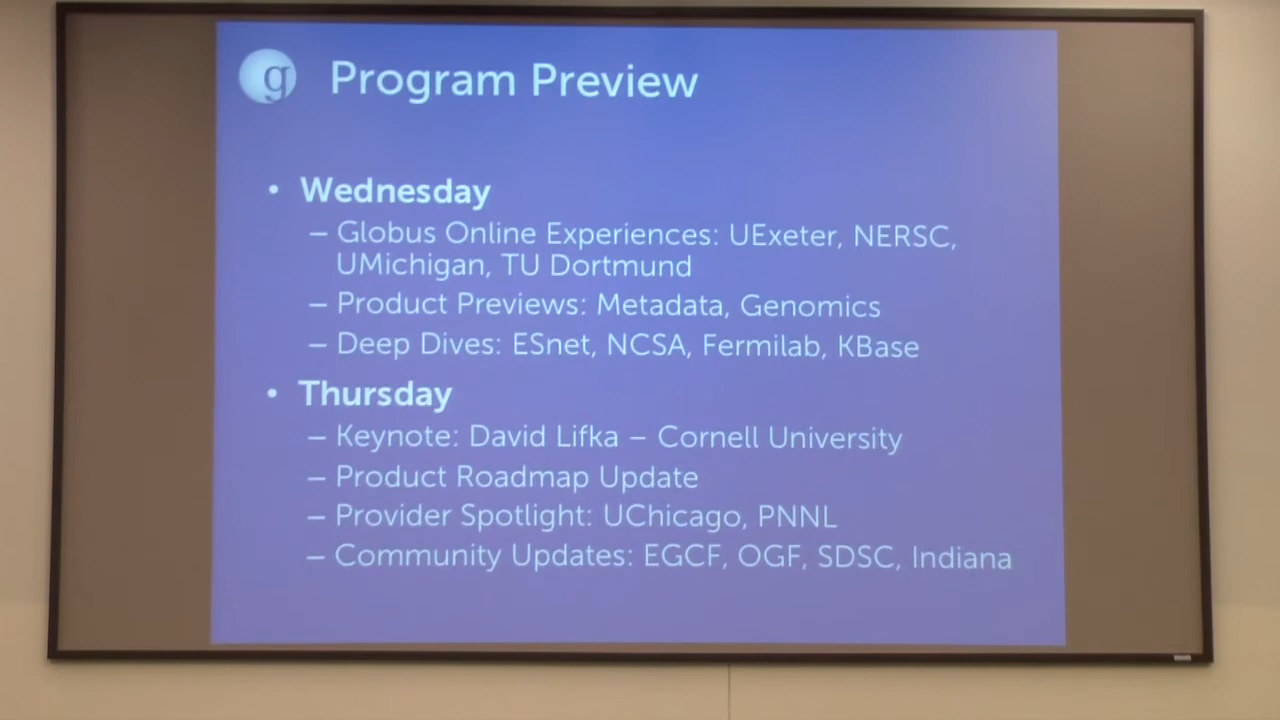 g
Program Preview
• Wednesday
– Globus Online Experiences: UExeter, NERSC,
UMichigan, TU Dortmund
– Product Previews: Metadata, Genomics
– Deep Dives: ESnet, NCSA, Fermilab, KBase
• Thursday
– Keynote: David Lifka – Cornell University
– Product Roadmap Update
– Provider Spotlight: UChicago, PNNL
– Community Updates: EGCF, OGF, SDSC, Indiana